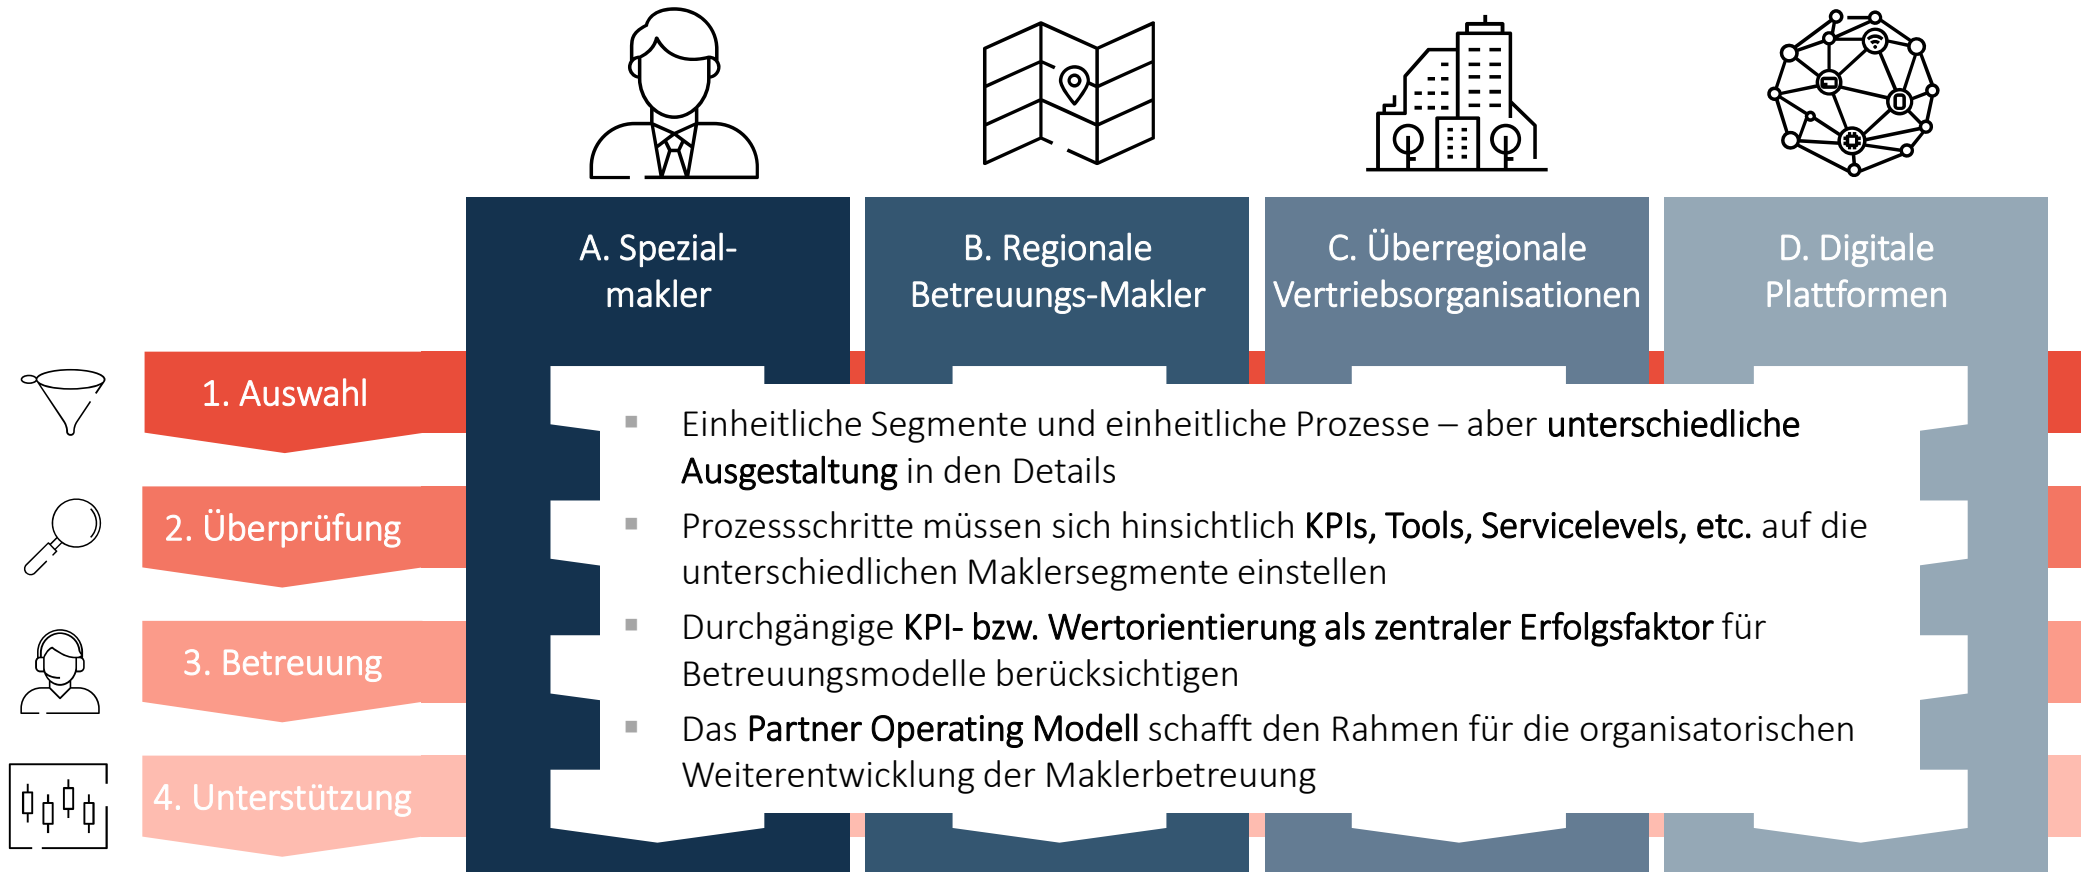 A. Spezial-
makler
B. Regionale
Betreuungs-Makler
C. Überregionale
Vertriebsorganisationen
D. Digitale
Plattformen
1. Auswahl
2. Überprüfung
3. Betreuung
4. Unterstützung
▪ Einheitliche Segmente und einheitliche Prozesse – aber unterschiedliche
Ausgestaltung in den Details
▪ Prozessschritte müssen sich hinsichtlich KPIs, Tools, Servicelevels, etc. auf die
unterschiedlichen Maklersegmente einstellen
▪ Durchgängige KPI- bzw. Wertorientierung als zentraler Erfolgsfaktor für
Betreuungsmodelle berücksichtigen
▪ Das Partner Operating Modell schafft den Rahmen für die organisatorischen
Weiterentwicklung der Maklerbetreuung